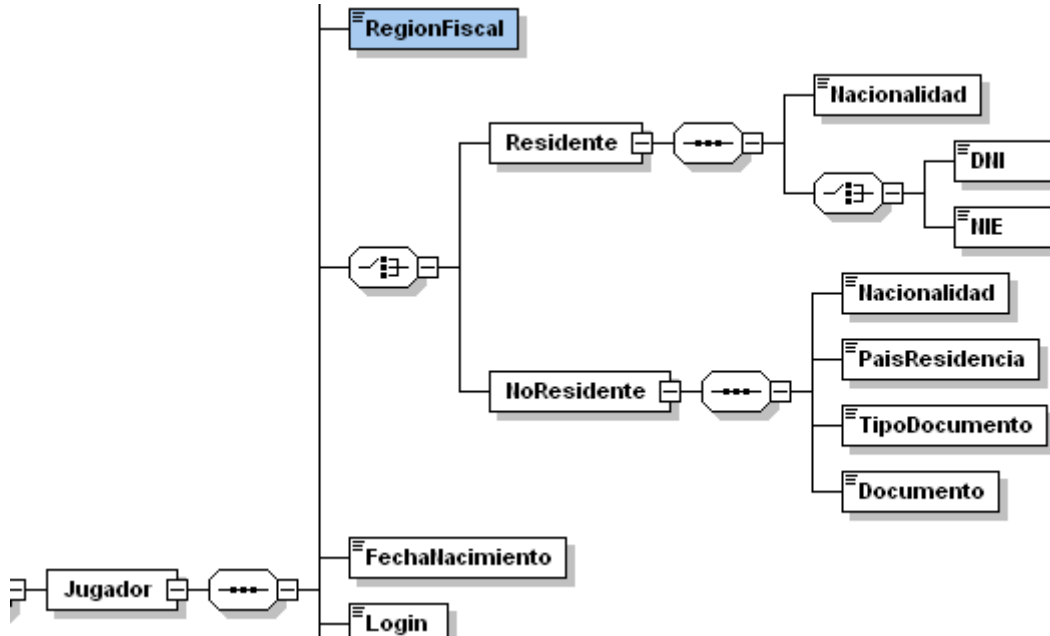 RegionFiscal
Nacionalidad
Residente
DNI
NIE
Nacionalidad
PaisResidencia
NoResidente
TipoDocumento
Documento
FechaNacimiento
Jugador
Login